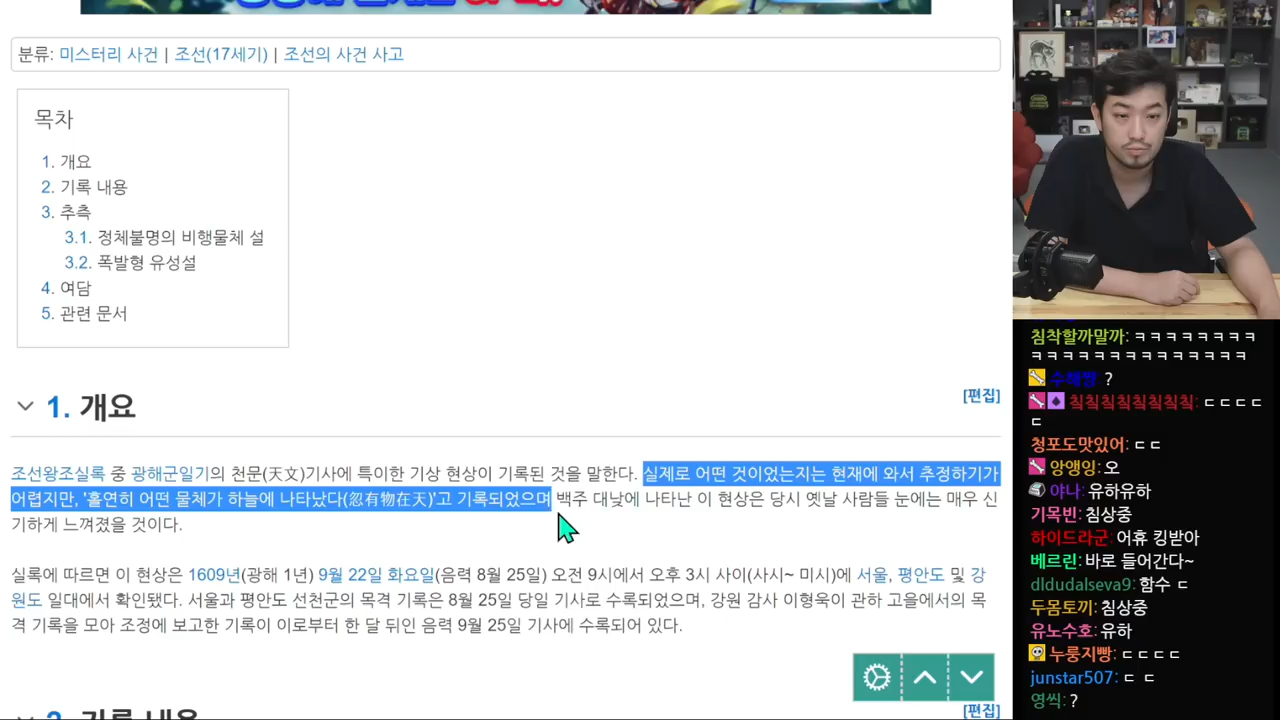 분류: 미스터리 사건 | 조선(17세기) | 조선의 사건 사고
목차
1. 개요
2. 기록 내용
3. 추측
3.1. 정체불명의 비행물체 설
3.2. 폭발형 유성설
4. 여담
5. 관련 문서
1. 개요
[편집]
조선왕조실록 중 광해군일기의 천문(天文)기사에 특이한 기상 현상이 기록된 것을 말한다. 실제로 어떤 것이었는지는 현재에 와서 추정하기가
어렵지만, '홀연히 어떤 물체가 하늘에 나타났다(忽有物在天)'고 기록되었으며 백주 대낮에 나타난 이 현상은 당시 옛날 사람들 눈에는 매우 신
기하게 느껴졌을 것이다.
실록에 따르면 이 현상은 1609년(광해 1년) 9월 22일 화요일(음력 8월 25일) 오전 9시에서 오후 3시 사이(사시~ 미시)에 서울, 평안도 및 강
원도 일대에서 확인됐다. 서울과 평안도 선천군의 목격 기록은 8월 25일 당일 기사로 수록되었으며, 강원 감사 이형욱이 관하 고을에서의 목
격 기록을 모아 조정에 보고한 기록이 이로부터 한 달 뒤인 음력 9월 25일 기사에 수록되어 있다.
2. 기록 내용
[편집]
침착할까말까: ㅋㅋㅋㅋㅋㅋㅋㅋ
ㅋㅋㅋㅋㅋㅋㅋㅋㅋㅋㅋㅋㅋㅋ
?
칰칰칰칰칰칰칰칰: ㄷㄷㄷㄷ
ㄷ
청포도맛있어: ㄷㄷ
앙앵잉: 오
야나: 유하유하
기목빈: 침상중
하이드라군: 어휴 킹받아
베르린: 바로 들어간다~
dldudalseva9: 함수 ㄷ
두몸토끼: 침상중
유노수호: 유하
누룽지빵: ㄷㄷㄷㄷ
junstar507: ㄷ ㄷ
영씩: ?